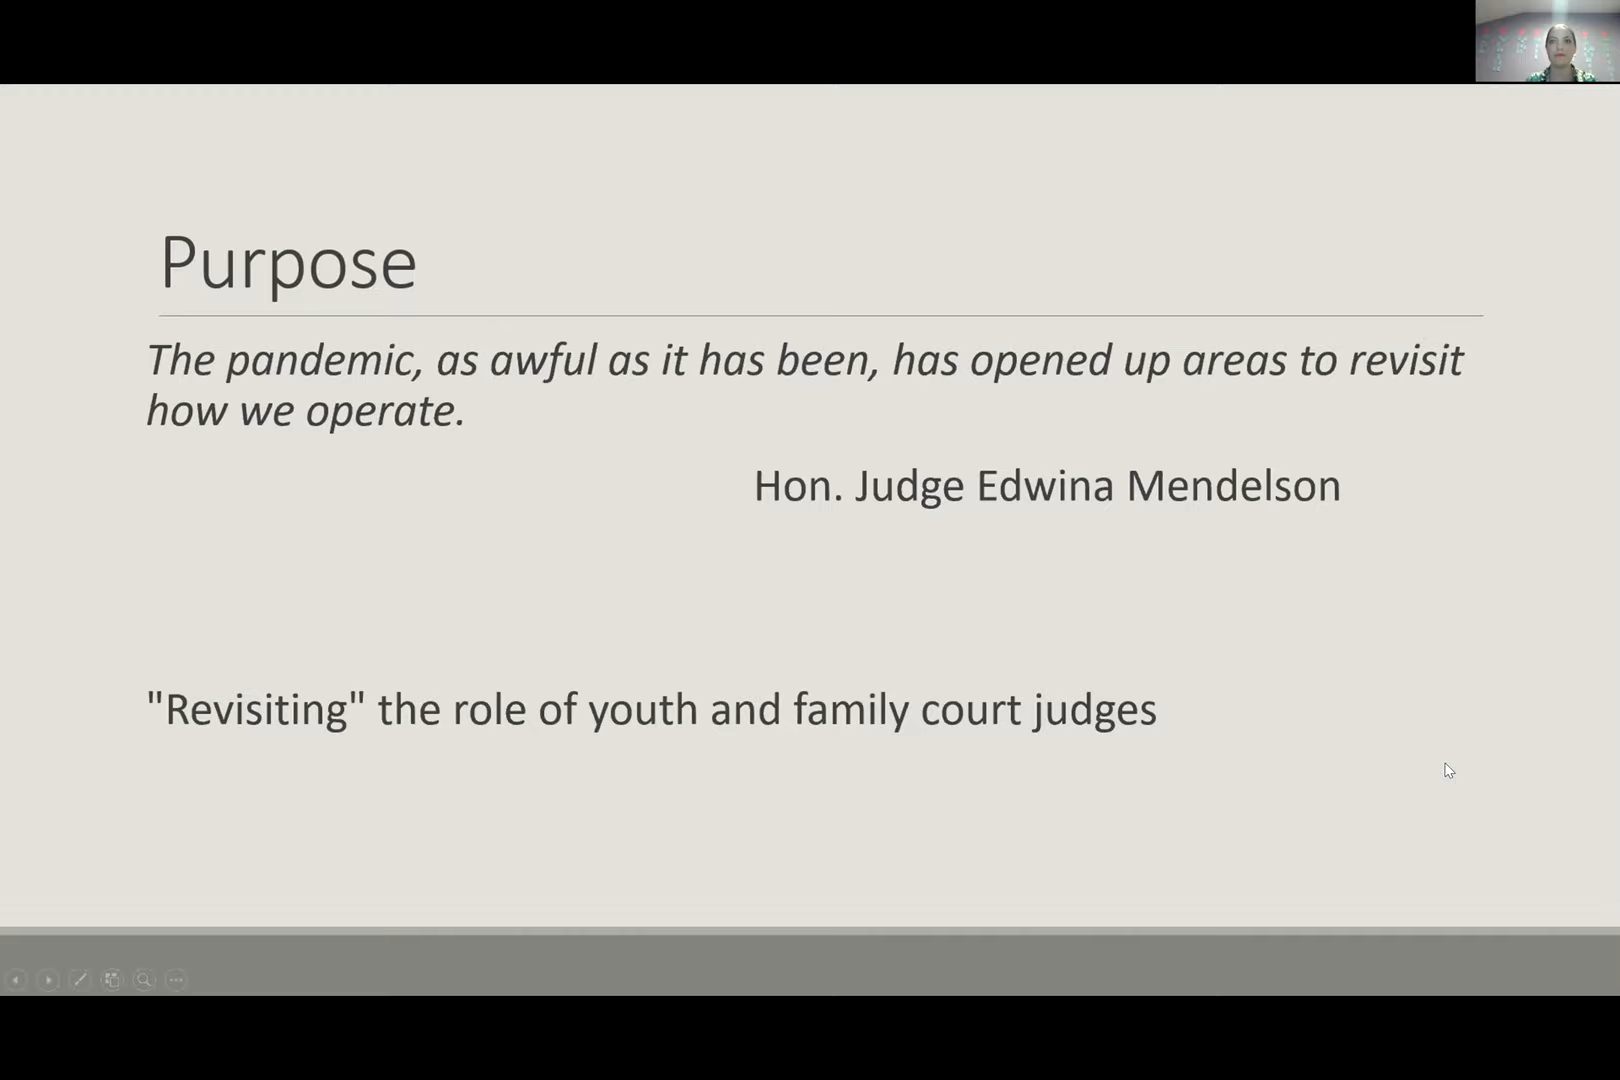 Purpose
The pandemic, as awful as it has been, has opened up areas to revisit
how we operate.
Hon. Judge Edwina Mendelson
"Revisiting" the role of youth and family court judges